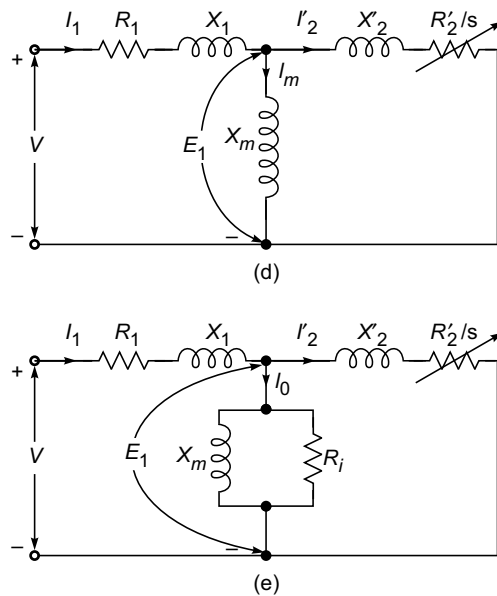 I1 R1 X1 I'2 X'2 R'2/s
+
Im
V E1 Xm
– –
(d)
I1 R1 X1 I'2 X'2 R'2/s
+
I0
V E1 Xm Ri
– –
(e)